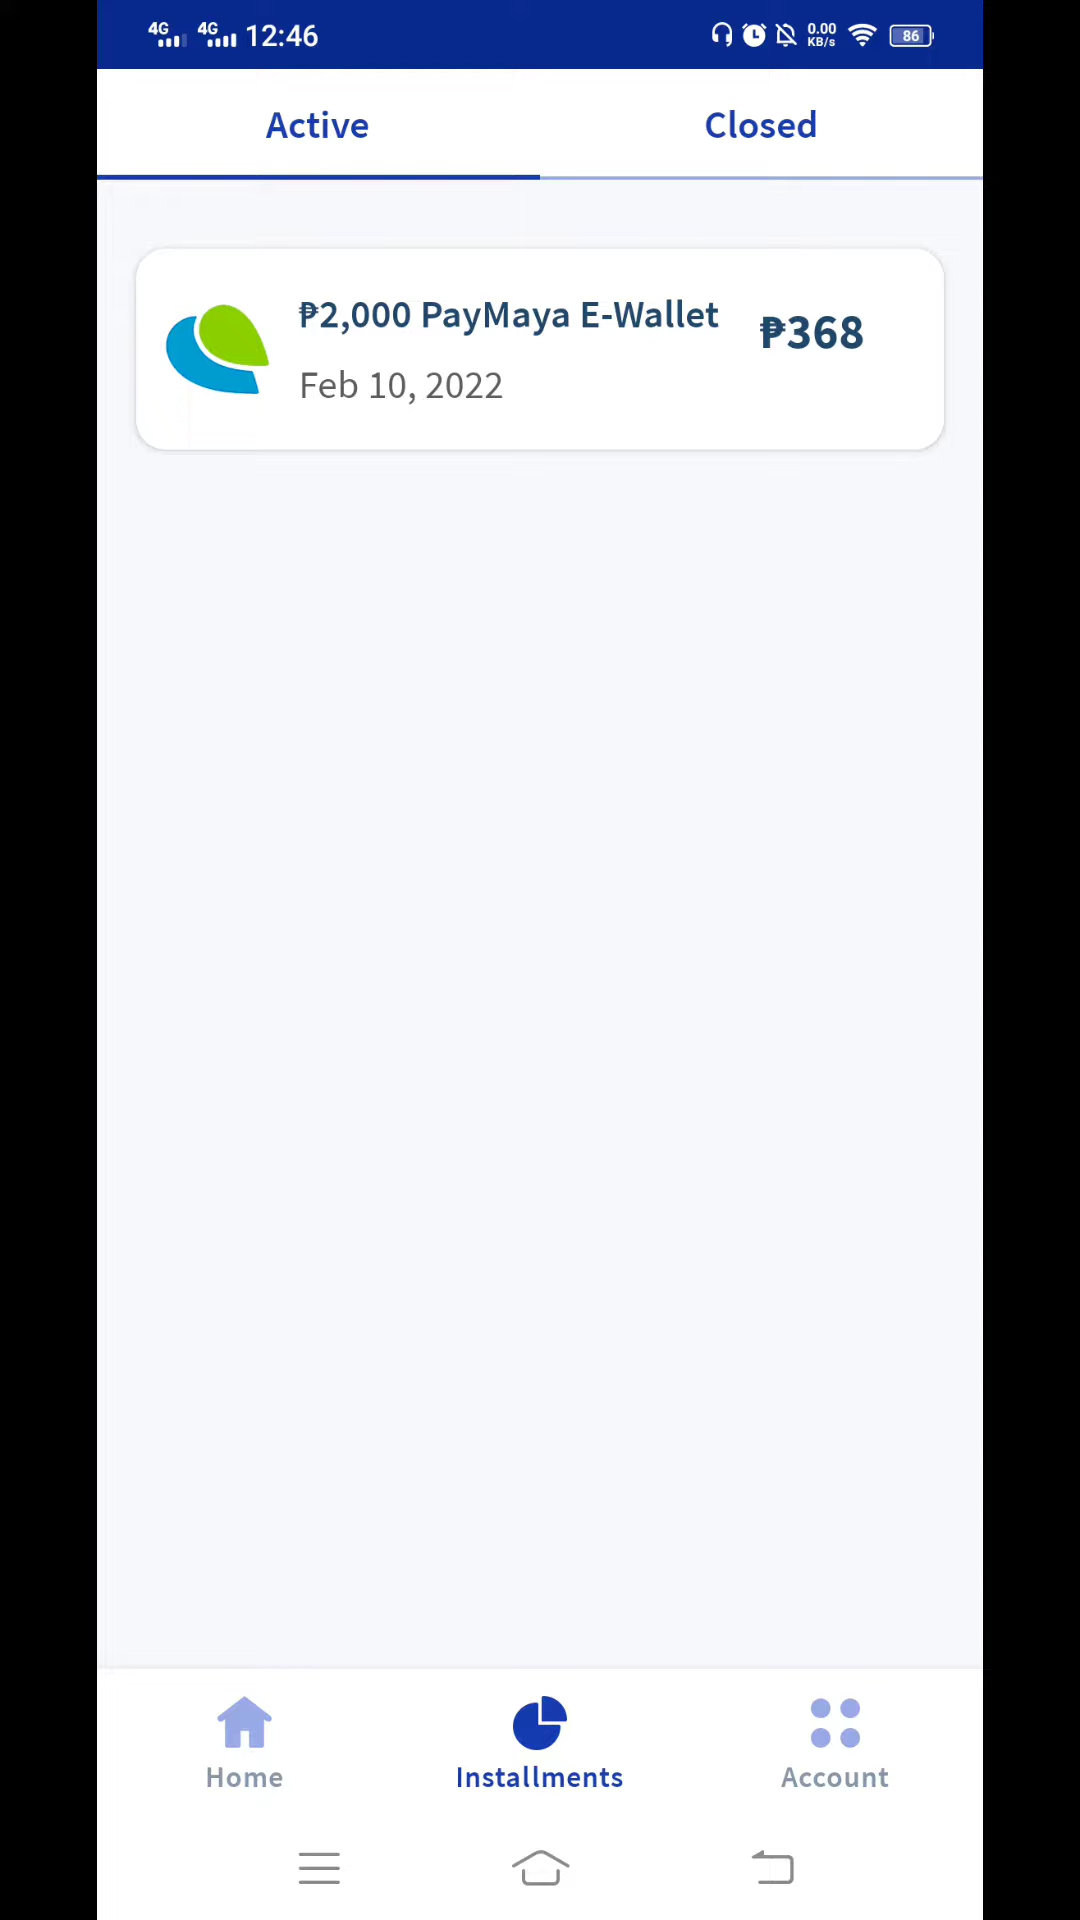 4G 4G 12:46 0.00 KB/s 86
Active Closed
₱2,000 PayMaya E-Wallet ₱368
Feb 10, 2022
Home Installments Account